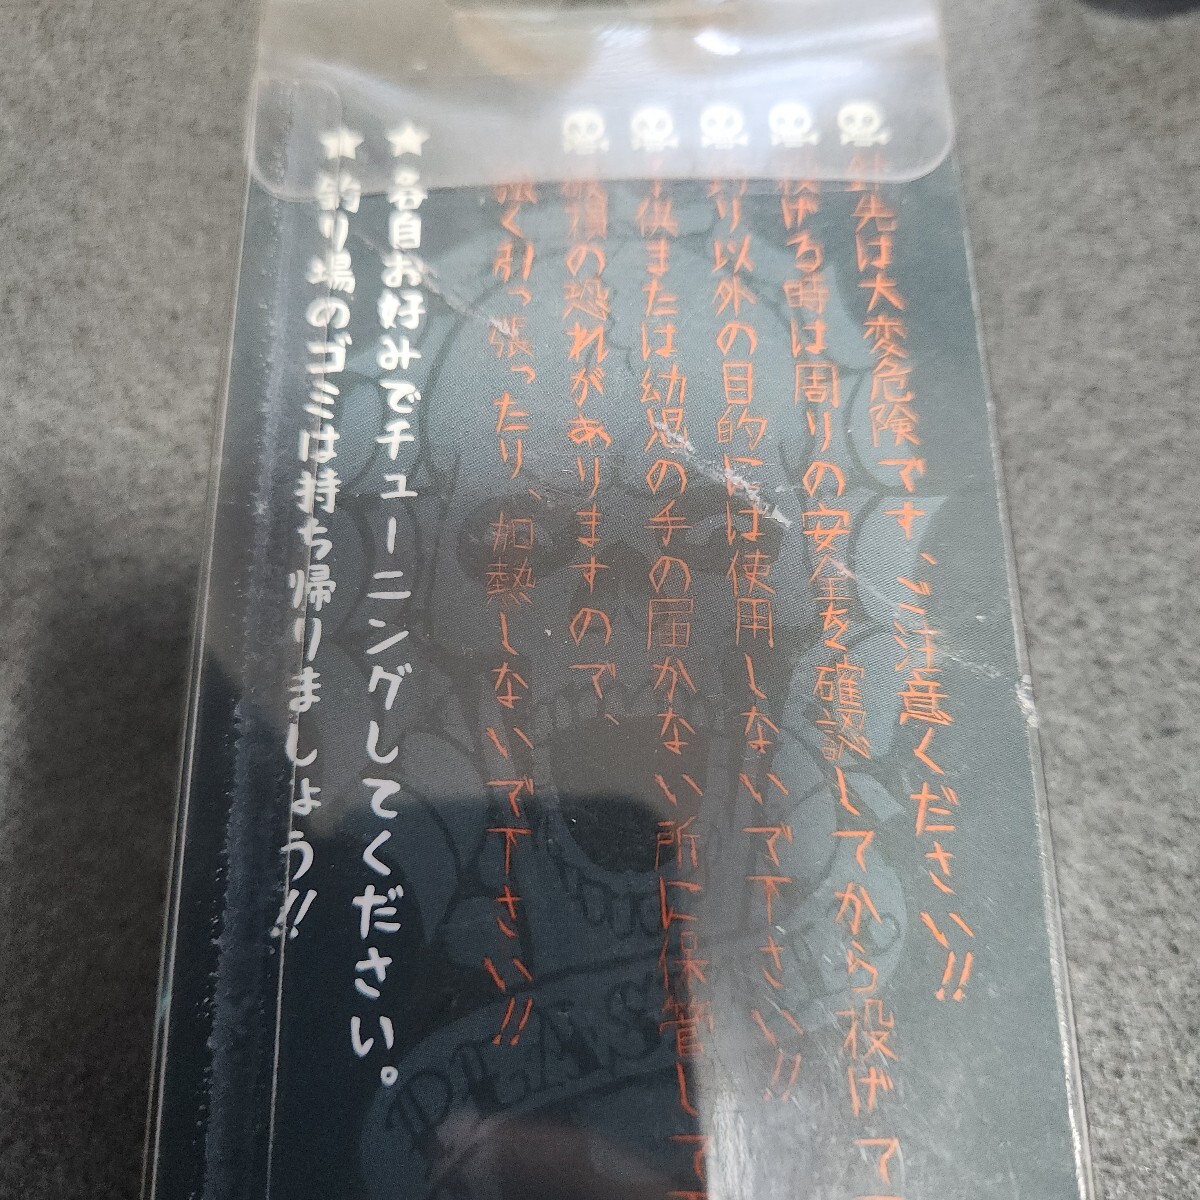 針先は大変危険です、ご注意ください!!
投げる時は周りの安全を確認してから投げて
釣り以外の目的には使用しないで下さい!!
子供または幼児の手の届かない所に保管して
破損の恐れがありますので、
強く引っ張ったり、加熱しないで下さい!!
★各自お好みでチューニングしてください。
★釣り場のゴミは持ち帰りましょう!!